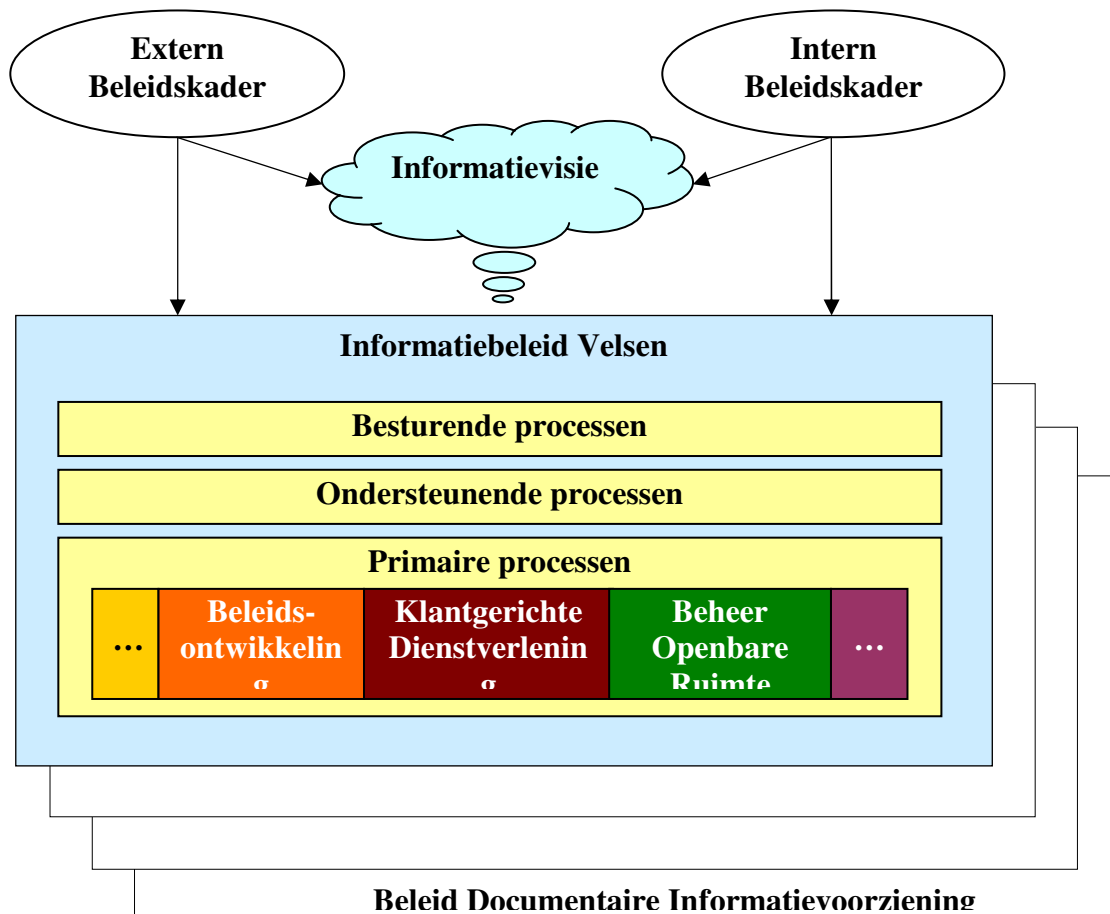 Extern
Beleidskader
Intern
Beleidskader
Informatievisie
Informatiebeleid Velsen
Besturende processen
Ondersteunende processen
Primaire processen
...
Beleids-
ontwikkelin
g
Klantgerichte
Dienstverlenin
g
Beheer
Openbare
Ruimte
...
Beleid Documentaire Informatievoorziening